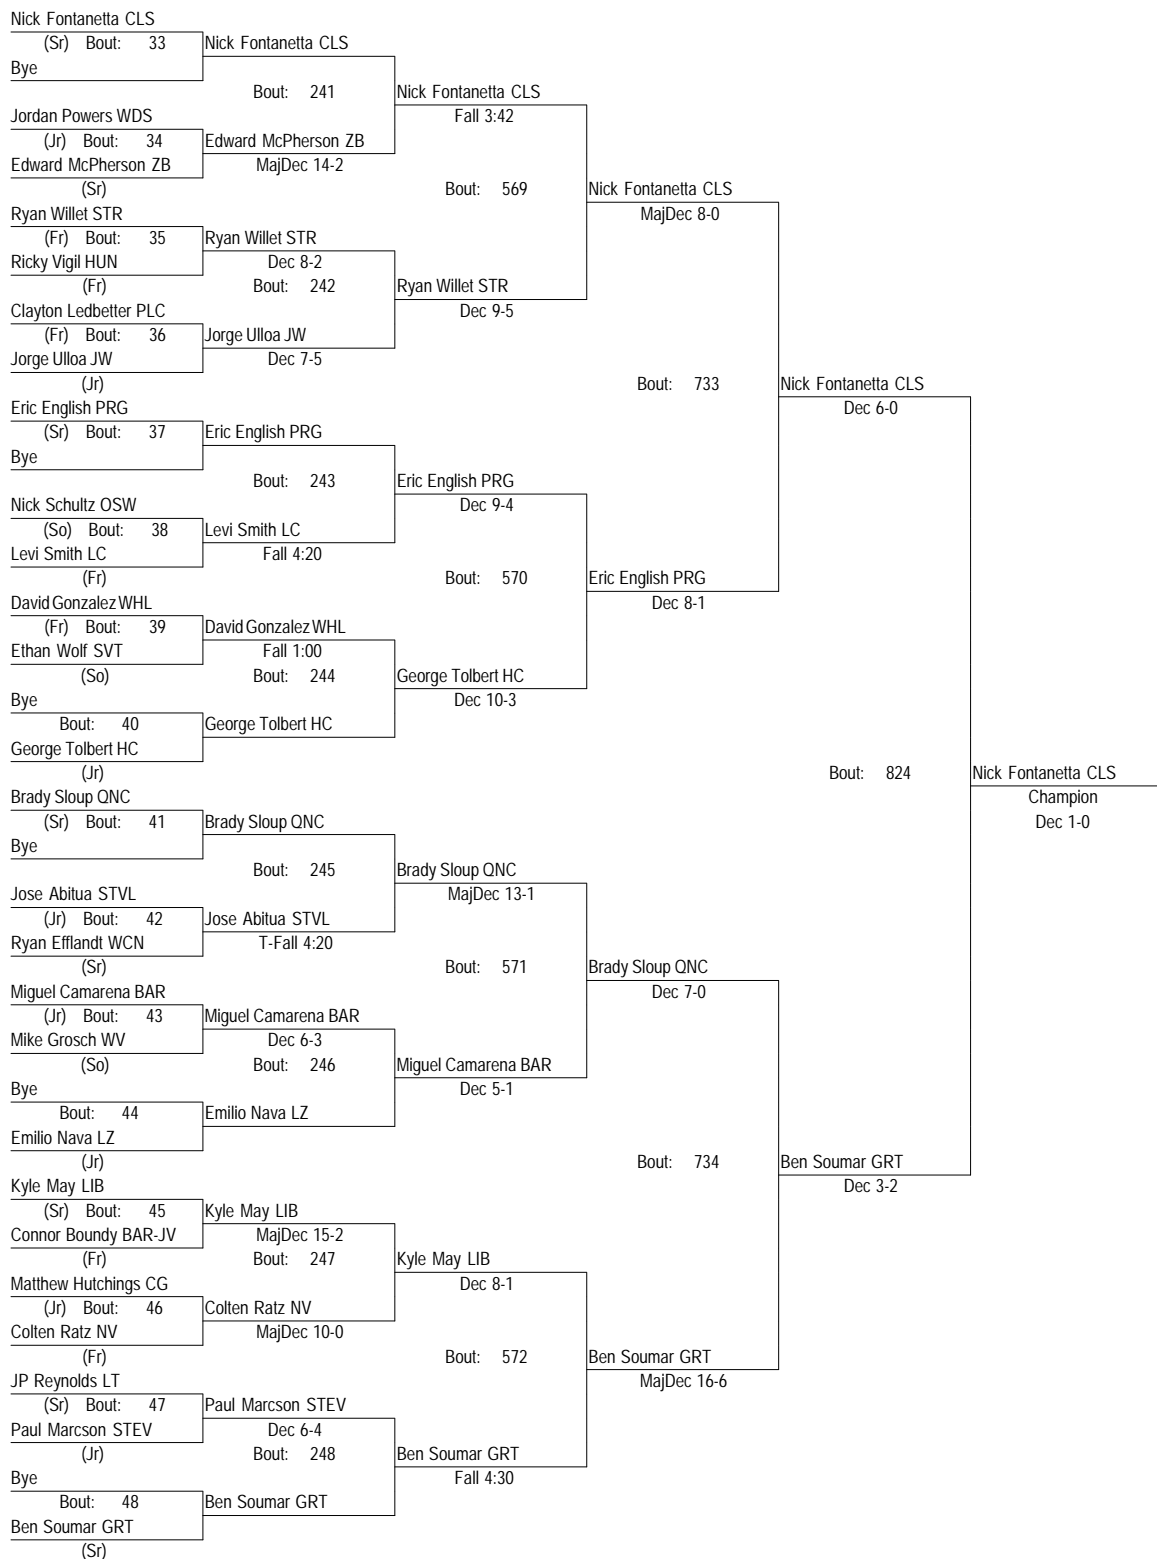 Nick Fontanetta CLS
(Sr) Bout: 33 Nick Fontanetta CLS
Bye
Bout: 241 Nick Fontanetta CLS
Jordan Powers WDS Fall 3:42
(Jr) Bout: 34 Edward McPherson ZB
Edward McPherson ZB MajDec 14-2
(Sr) Bout: 569 Nick Fontanetta CLS
Ryan Willet STR MajDec 8-0
(Fr) Bout: 35 Ryan Willet STR
Ricky Vigil HUN Dec 8-2
(Fr) Bout: 242 Ryan Willet STR
Clayton Ledbetter PLC Dec 9-5
(Fr) Bout: 36 Jorge Ulloa JW
Jorge Ulloa JW Dec 7-5
(Jr) Bout: 733 Nick Fontanetta CLS
Eric English PRG Dec 6-0
(Sr) Bout: 37 Eric English PRG
Bye
Bout: 243 Eric English PRG
Nick Schultz OSW Dec 9-4
(So) Bout: 38 Levi Smith LC
Levi Smith LC Fall 4:20
(Fr) Bout: 570 Eric English PRG
David Gonzalez WHL Dec 8-1
(Fr) Bout: 39 David Gonzalez WHL
Ethan Wolf SVT Fall 1:00
(So) Bout: 244 George Tolbert HC
Bye Dec 10-3
Bout: 40 George Tolbert HC
George Tolbert HC
(Jr) Bout: 824 Nick Fontanetta CLS
Brady Sloup QNC Champion
(Sr) Bout: 41 Brady Sloup QNC Dec 1-0
Bye
Bout: 245 Brady Sloup QNC
Jose Abitua STVL MajDec 13-1
(Jr) Bout: 42 Jose Abitua STVL
Ryan Efflandt WCN T-Fall 4:20
(Sr) Bout: 571 Brady Sloup QNC
Miguel Camarena BAR Dec 7-0
(Jr) Bout: 43 Miguel Camarena BAR
Mike Grosch WV Dec 6-3
(So) Bout: 246 Miguel Camarena BAR
Bye Dec 5-1
Bout: 44 Emilio Nava LZ
Emilio Nava LZ
(Jr) Bout: 734 Ben Soumar GRT
Kyle May LIB Dec 3-2
(Sr) Bout: 45 Kyle May LIB
Connor Boundy BAR-JV MajDec 15-2
(Fr) Bout: 247 Kyle May LIB
Matthew Hutchings CG Dec 8-1
(Jr) Bout: 46 Colten Ratz NV
Colten Ratz NV MajDec 10-0
(Fr) Bout: 572 Ben Soumar GRT
JP Reynolds LT MajDec 16-6
(Sr) Bout: 47 Paul Marcson STEV
Paul Marcson STEV Dec 6-4
(Jr) Bout: 248 Ben Soumar GRT
Bye Fall 4:30
Bout: 48 Ben Soumar GRT
Ben Soumar GRT
(Sr)